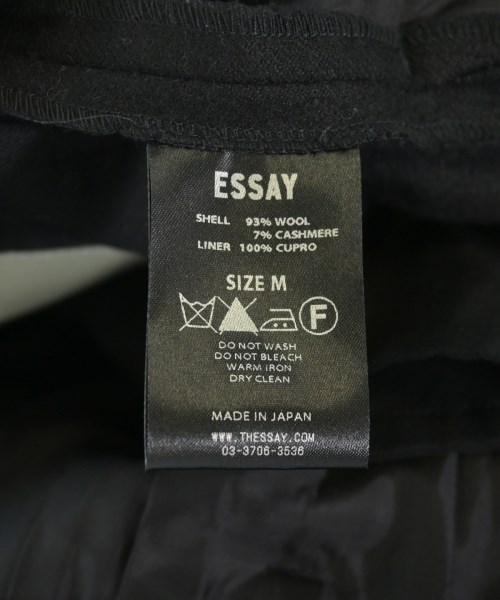 ESSAY
SHELL 93% WOOL
7% CASHMERE
LINER 100% CUPRO
SIZE M
F
DO NOT WASH
DO NOT BLEACH
WARM IRON
DRY CLEAN
MADE IN JAPAN
WWW.THESSAY.COM
03-3706-3536